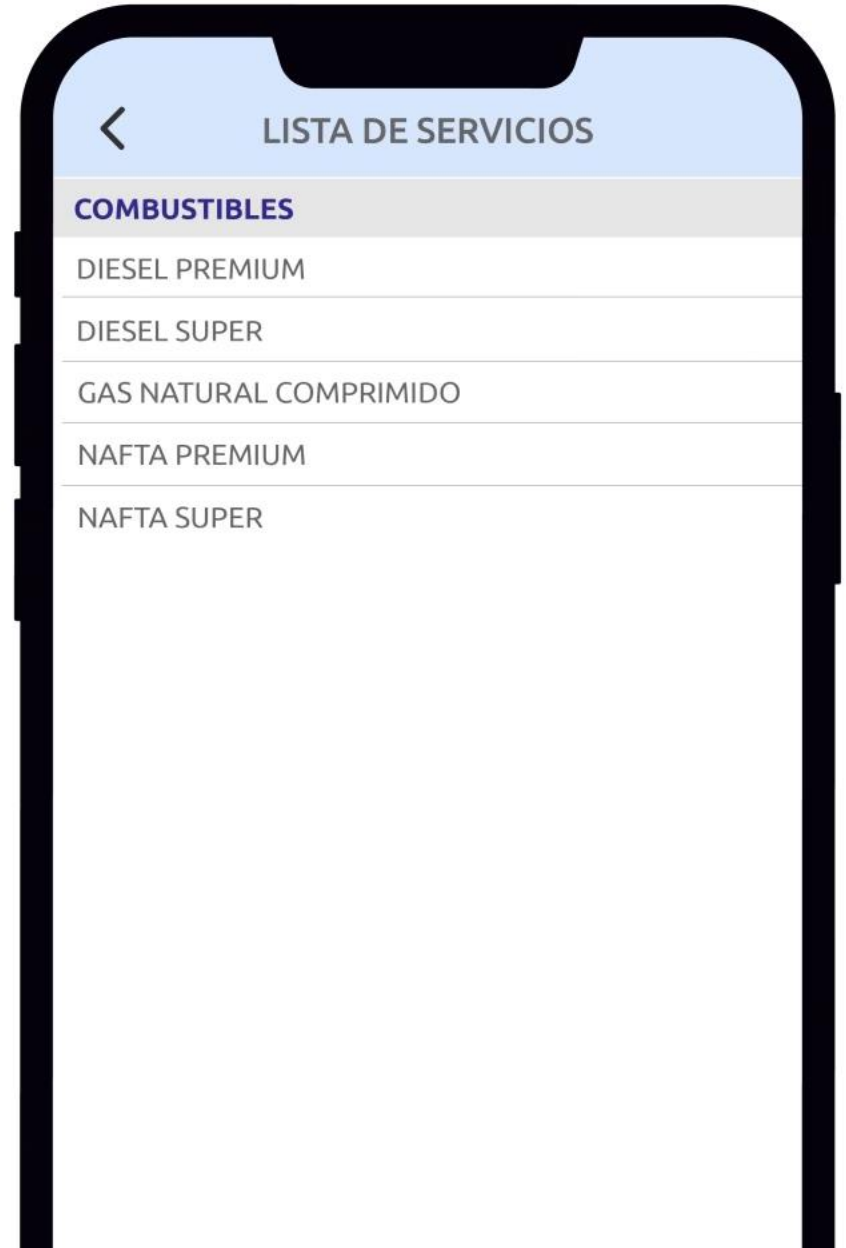 LISTA DE SERVICIOS
COMBUSTIBLES
DIESEL PREMIUM
DIESEL SUPER
GAS NATURAL COMPRIMIDO
NAFTA PREMIUM
NAFTA SUPER